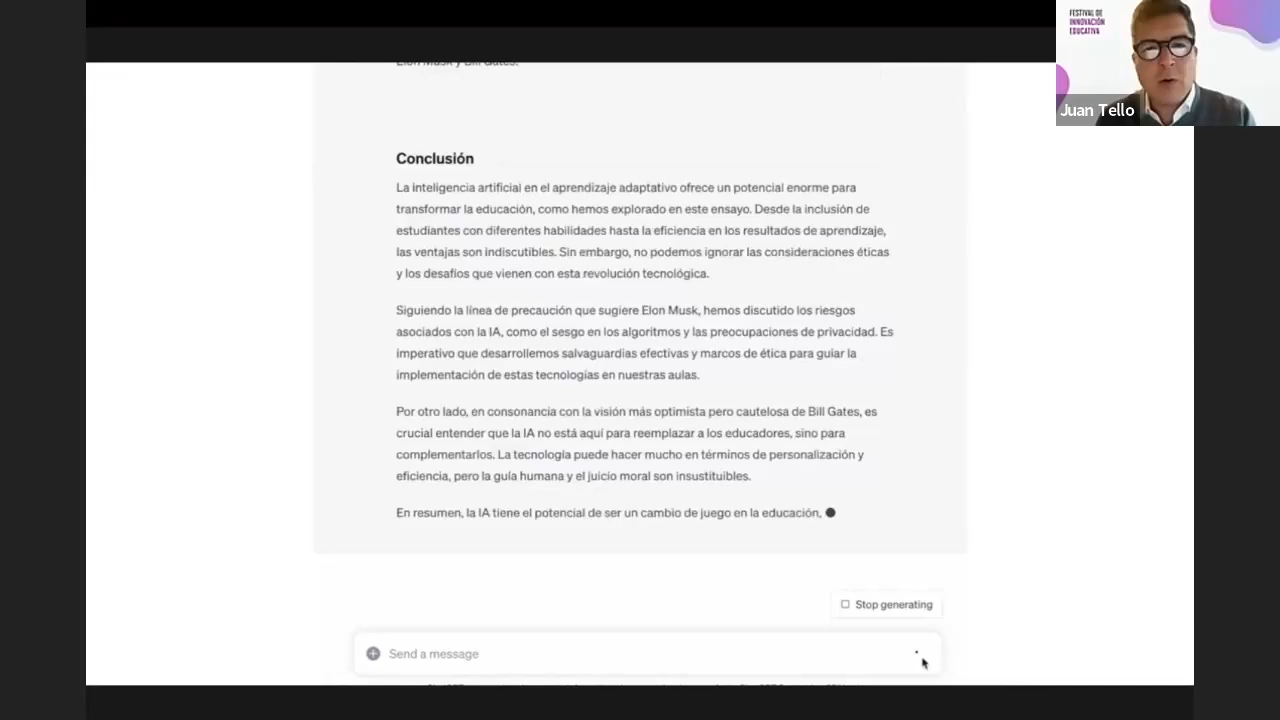 Elon Musk y Bill Gates.
FESTIVAL DE
INNOVACIÓN
EDUCATIVA
Juan Tello
Conclusión
La inteligencia artificial en el aprendizaje adaptativo ofrece un potencial enorme para
transformar la educación, como hemos explorado en este ensayo. Desde la inclusión de
estudiantes con diferentes habilidades hasta la eficiencia en los resultados de aprendizaje,
las ventajas son indiscutibles. Sin embargo, no podemos ignorar las consideraciones éticas
y los desafíos que vienen con esta revolución tecnológica.
Siguiendo la línea de precaución que sugiere Elon Musk, hemos discutido los riesgos
asociados con la IA, como el sesgo en los algoritmos y las preocupaciones de privacidad. Es
imperativo que desarrollemos salvaguardias efectivas y marcos de ética para guiar la
implementación de estas tecnologías en nuestras aulas.
Por otro lado, en consonancia con la visión más optimista pero cautelosa de Bill Gates, es
crucial entender que la IA no está aquí para reemplazar a los educadores, sino para
complementarlos. La tecnología puede hacer mucho en términos de personalización y
eficiencia, pero la guía humana y el juicio moral son insustituibles.
En resumen, la IA tiene el potencial de ser un cambio de juego en la educación,
Stop generating
Send a message